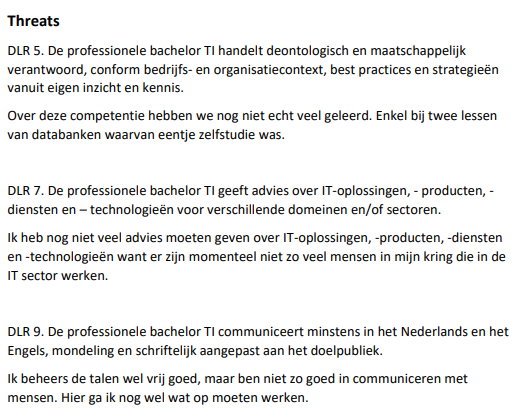 Threats
DLR 5. De professionele bachelor TI handelt deontologisch en maatschappelijk
verantwoord, conform bedrijfs- en organisatiecontext, best practices en strategieën
vanuit eigen inzicht en kennis.
Over deze competentie hebben we nog niet echt veel geleerd. Enkel bij twee lessen
van databanken waarvan eentje zelfstudie was.
DLR 7. De professionele bachelor TI geeft advies over IT-oplossingen, - producten, -
diensten en – technologieën voor verschillende domeinen en/of sectoren.
Ik heb nog niet veel advies moeten geven over IT-oplossingen, -producten, -diensten
en -technologieën want er zijn momenteel niet zo veel mensen in mijn kring die in de
IT sector werken.
DLR 9. De professionele bachelor TI communiceert minstens in het Nederlands en het
Engels, mondeling en schriftelijk aangepast aan het doelpubliek.
Ik beheers de talen wel vrij goed, maar ben niet zo goed in communiceren met
mensen. Hier ga ik nog wel wat op moeten werken.